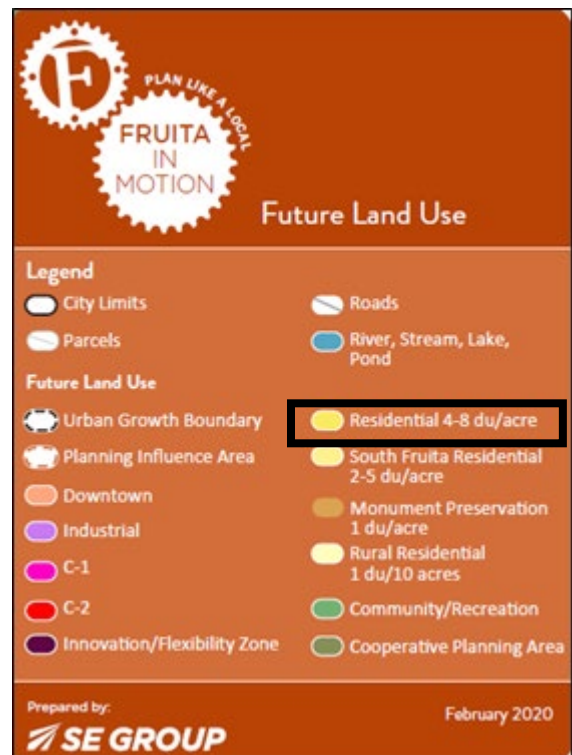 F
PLAN LIKE A LOCAL
FRUITA
IN
MOTION
Future Land Use
Legend
City Limits
Parcels
Roads
River, Stream, Lake,
Pond
Future Land Use
Urban Growth Boundary
Planning Influence Area
Downtown
Industrial
C-1
C-2
Innovation/Flexibility Zone
Residential 4-8 du/acre
South Fruita Residential
2-5 du/acre
Monument Preservation
1 du/acre
Rural Residential
1 du/10 acres
Community/Recreation
Cooperative Planning Area
Prepared by:
SE GROUP
February 2020